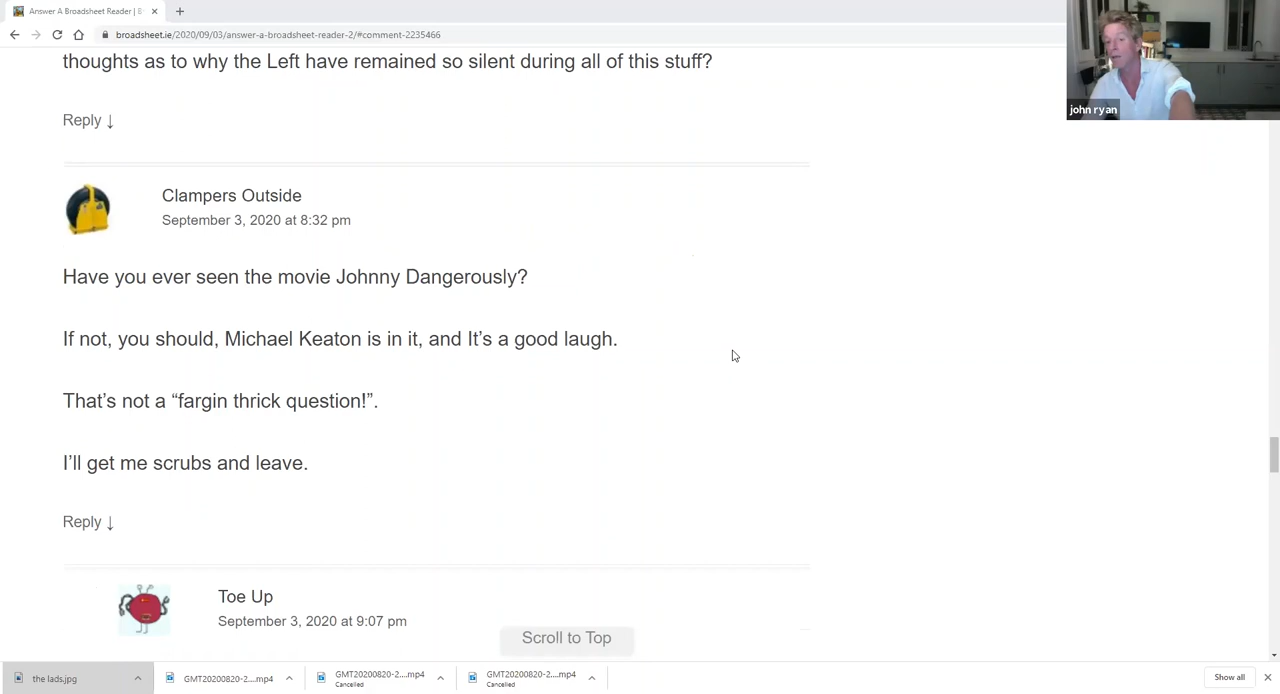 Answer A Broadsheet Reader | B
broadsheet.ie/2020/09/03/answer-a-broadsheet-reader-2/#comment-2235466
john ryan
thoughts as to why the Left have remained so silent during all of this stuff?
Reply ↓
Clampers Outside
September 3, 2020 at 8:32 pm
Have you ever seen the movie Johnny Dangerously?
If not, you should, Michael Keaton is in it, and It’s a good laugh.
That’s not a “fargin thrick question!”.
I’ll get me scrubs and leave.
Reply ↓
Toe Up
September 3, 2020 at 9:07 pm
Scroll to Top
the lads.jpg
GMT20200820-2....mp4
GMT20200820-2....mp4
Cancelled
GMT20200820-2....mp4
Cancelled
Show all